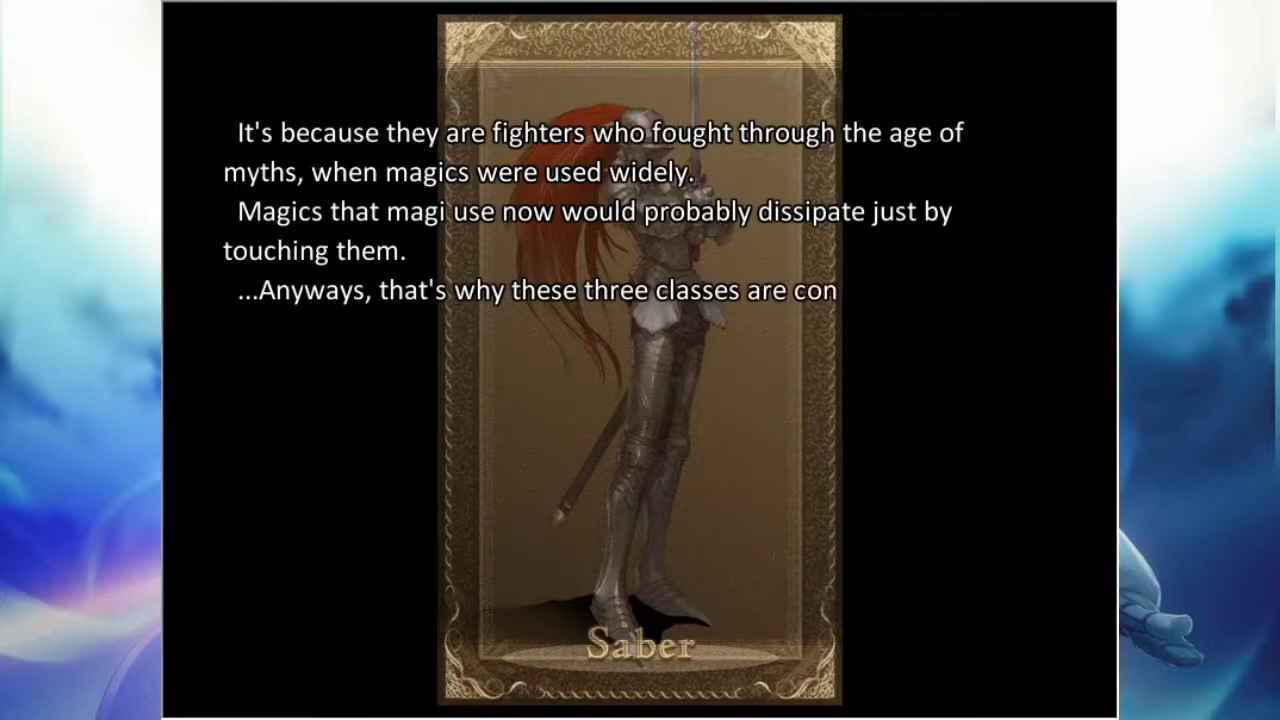 It's because they are fighters who fought through the age of
myths, when magics were used widely.
Magics that magi use now would probably dissipate just by
touching them.
...Anyways, that's why these three classes are con
Saber